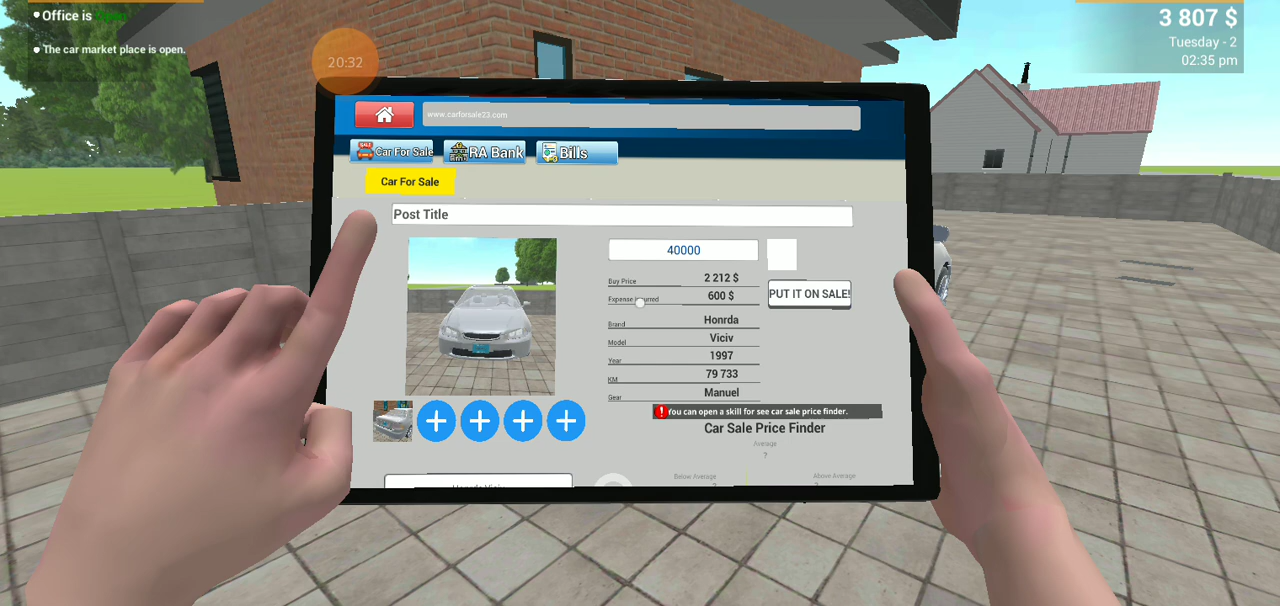 Office is
The car market place is open.
20:32
3 807 $
Tuesday - 2
02:35 pm
www.carforsale23.com
Car For Sale
RA Bank
Bills
Car For Sale
Post Title
40000
Buy Price 2 212 $
Expense 600 $
PUT IT ON SALE!
Brand Honrda
Model Viciv
Year 1997
KM 79 733
Gear Manuel
You can open a skill for see car sale price finder.
Car Sale Price Finder
Average
?
Below Average
Above Average